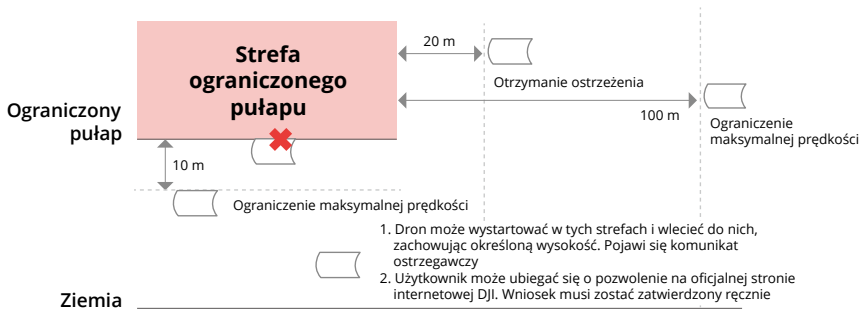 Strefa
ograniczonego
pułapu
20 m
Otrzymanie ostrzeżenia
100 m
Ograniczenie
maksymalnej prędkości
Ograniczony
pułap
10 m
Ograniczenie maksymalnej prędkości
1. Dron może wystartować w tych strefach i wlecieć do nich,
zachowując określoną wysokość. Pojawi się komunikat
ostrzegawczy
2. Użytkownik może ubiegać się o pozwolenie na oficjalnej stronie
internetowej DJI. Wniosek musi zostać zatwierdzony ręcznie
Ziemia